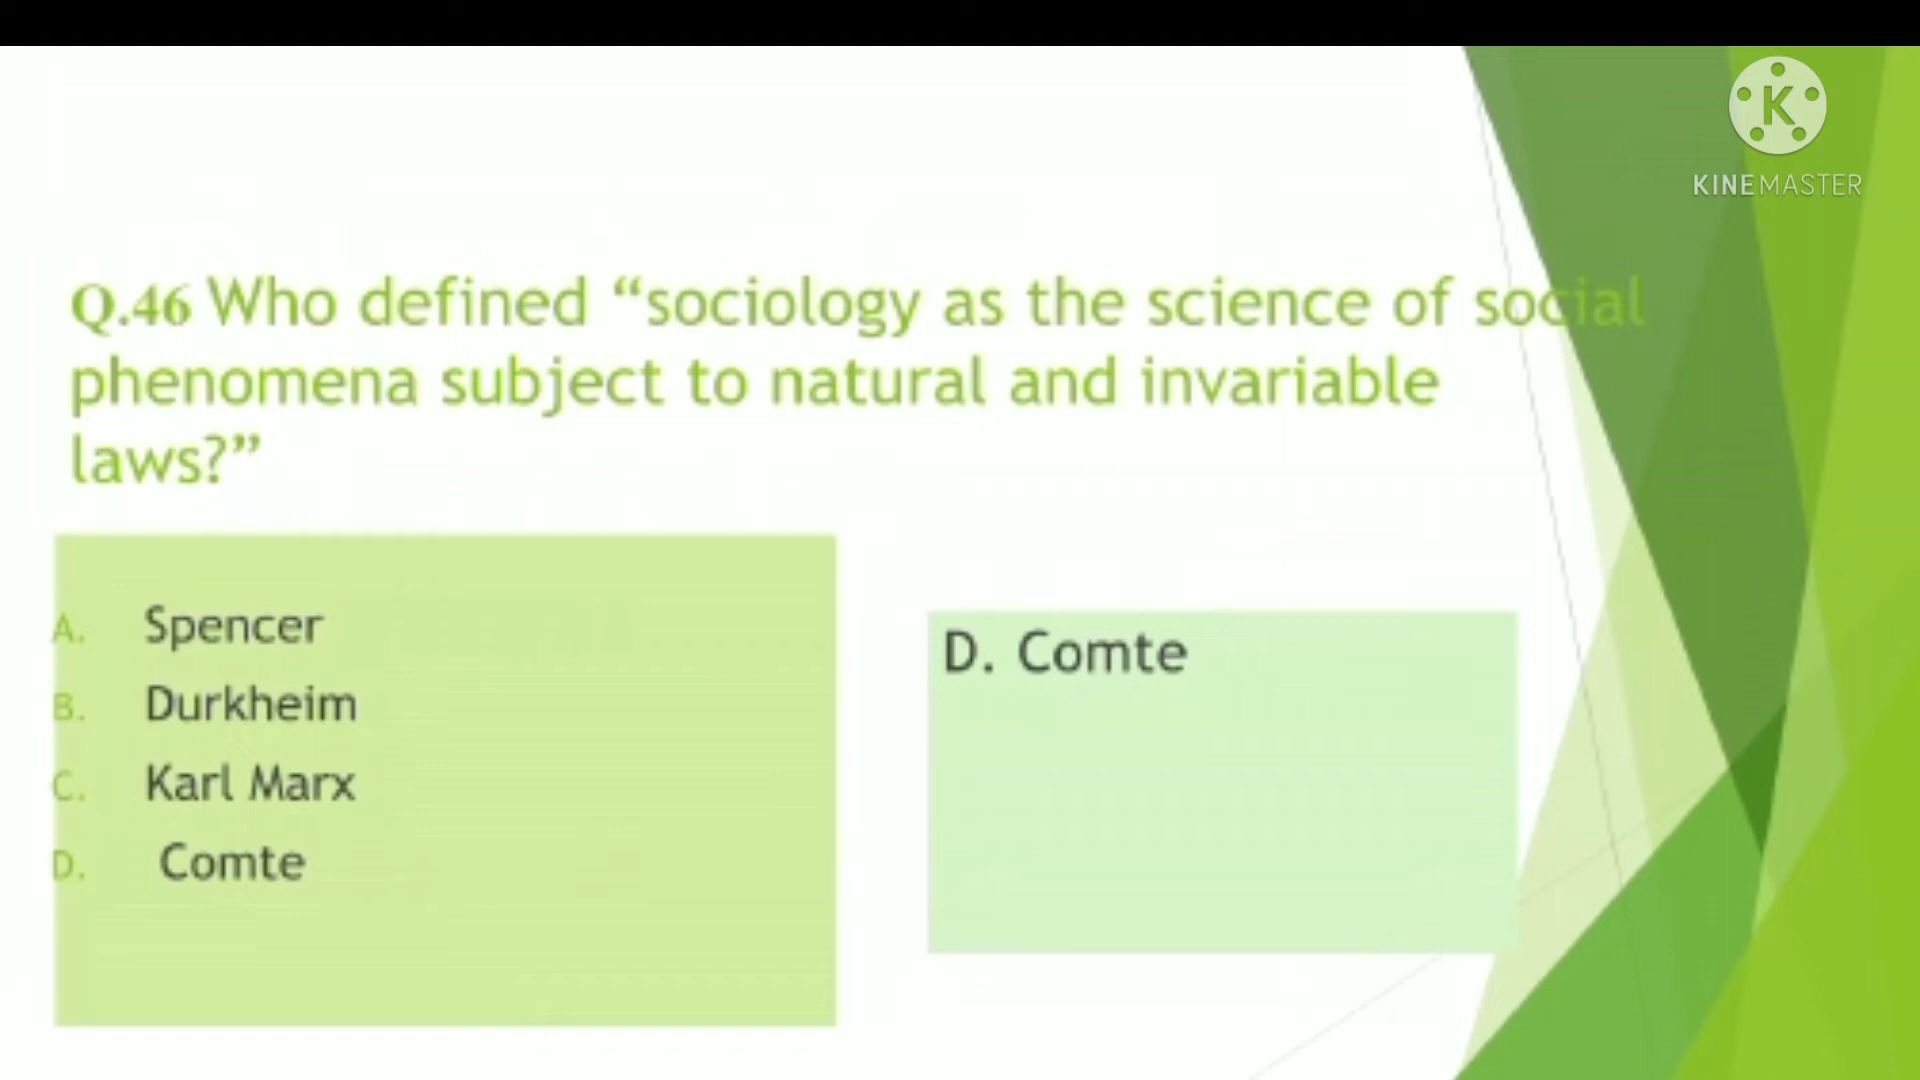 KINEMASTER
Q.46 Who defined “sociology as the science of social
phenomena subject to natural and invariable
laws?”
A. Spencer
B. Durkheim
C. Karl Marx
D. Comte
D. Comte